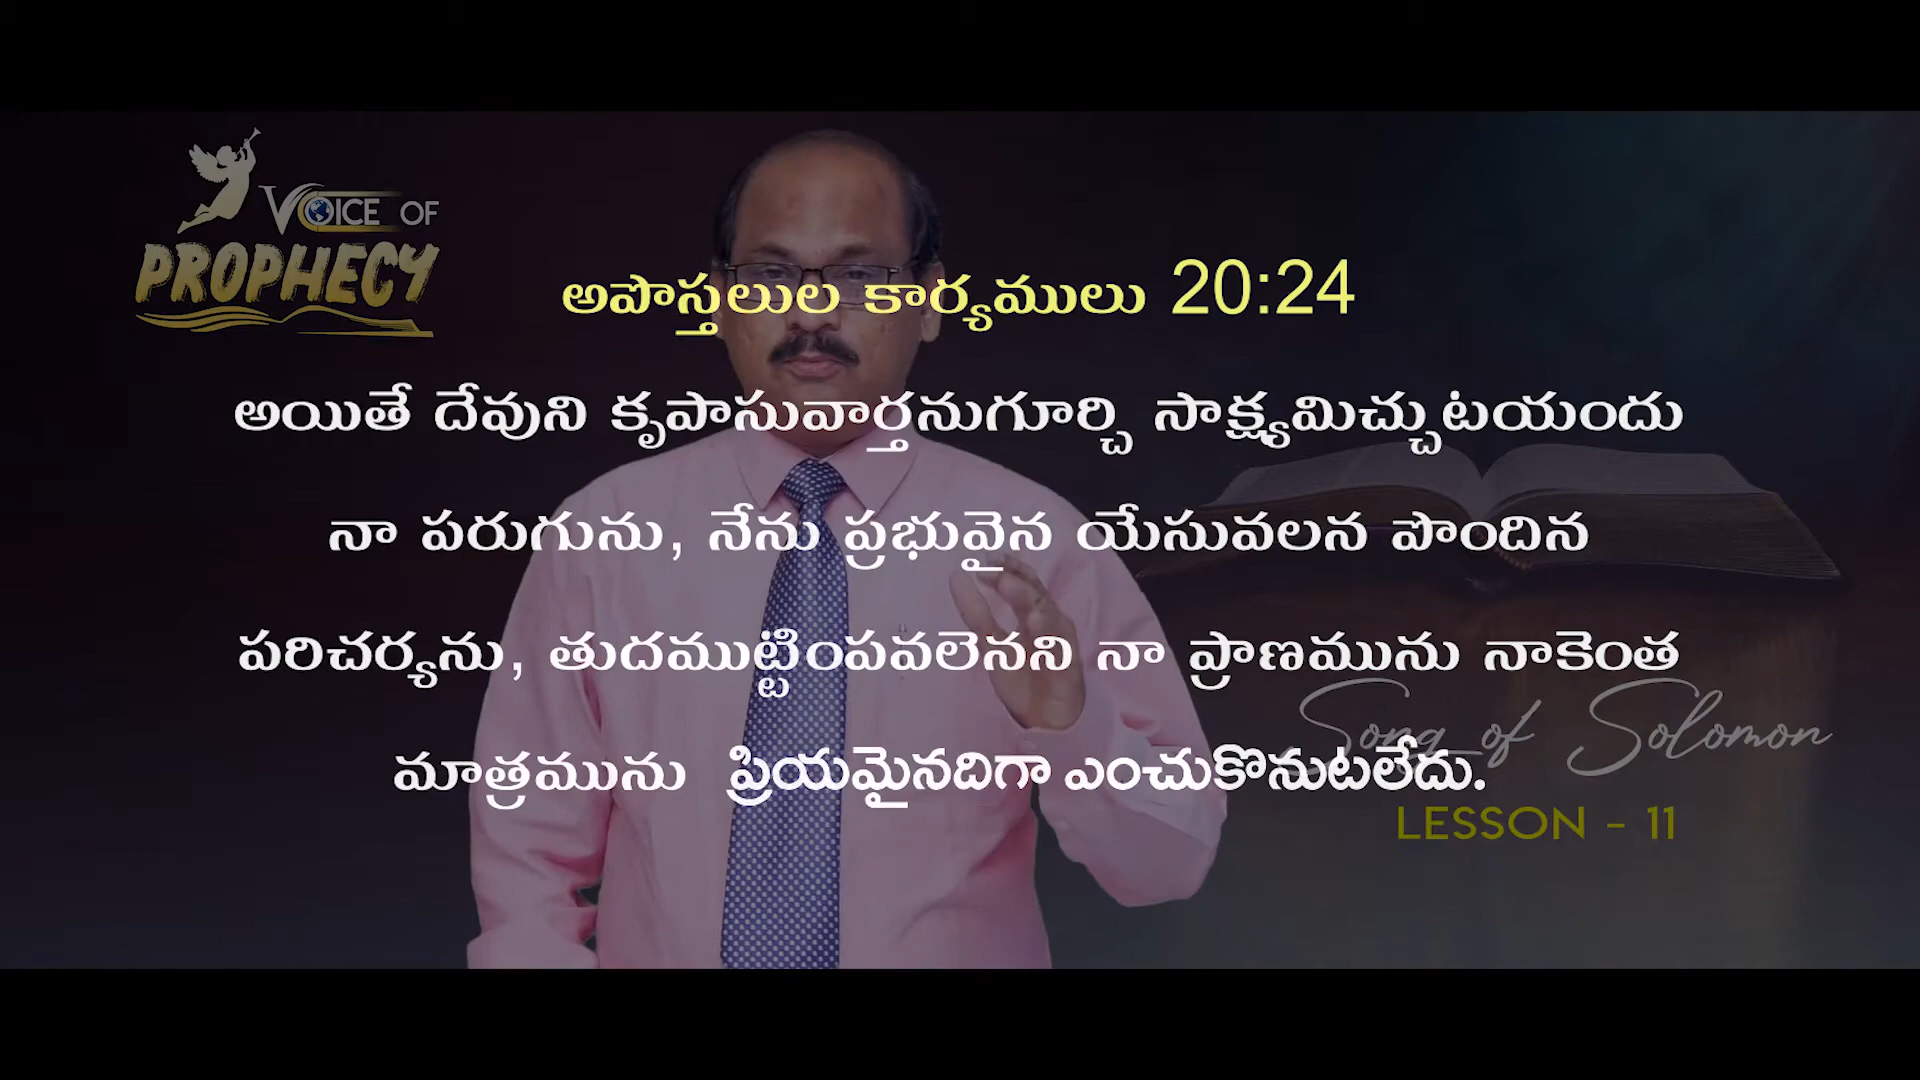 VOICE OF
PROPHECY
అపొస్తలుల కార్యములు 20:24
అయితే దేవుని కృపాసువార్తనుగూర్చి సాక్ష్యమిచ్చుటయందు
నా పరుగును, నేను ప్రభువైన యేసువలన పొందిన
పరిచర్యను, తుదముట్టింపవలెనని నా ప్రాణమును నాకెంత
మాత్రమును ప్రియమైనదిగా ఎంచుకొనుటలేదు.
Song of Solomon
LESSON - 11